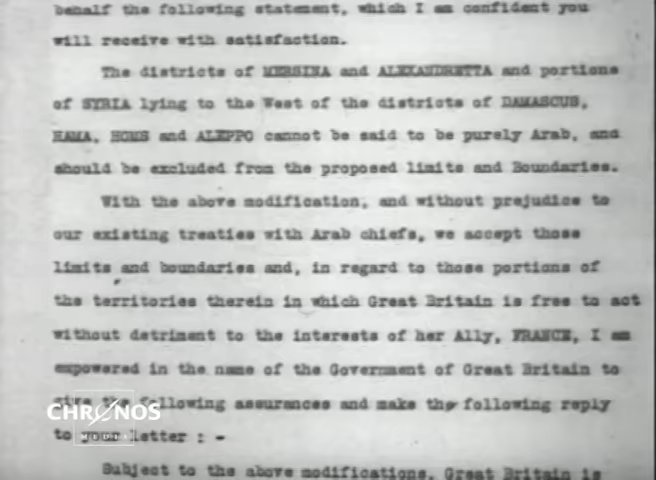 behalf the following statement, which I am confident you
will receive with satisfaction.
The districts of MERSINA and ALEXANDRETTA and portions
of SYRIA lying to the West of the districts of DAMASCUS,
HAMA, HOMS and ALEPPO cannot be said to be purely Arab, and
should be excluded from the proposed limits and Boundaries.
With the above modification, and without prejudice to
our existing treaties with Arab chiefs, we accept those
limits and boundaries and, in regard to those portions of
the territories therein in which Great Britain is free to act
without detriment to the interests of her Ally, FRANCE, I am
empowered in the name of the Government of Great Britain to
give the following assurances and make the following reply
to your letter : -
Subject to the above modifications, Great Britain is
CHRONOS
MEDIA